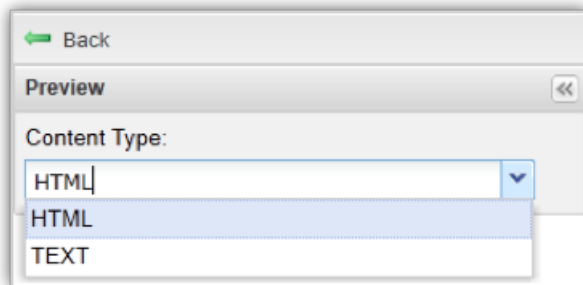 Back
Preview
Content Type:
HTML
HTML
TEXT